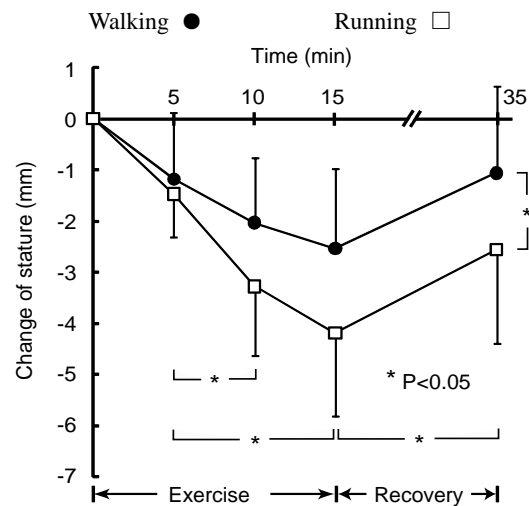 Walking ● Running □
Time (min)
5 10 15 35
1
0
-1
-2
-3
-4
-5
-6
-7
Change of stature (mm)
*
*
* P<0.05
* *
Exercise Recovery